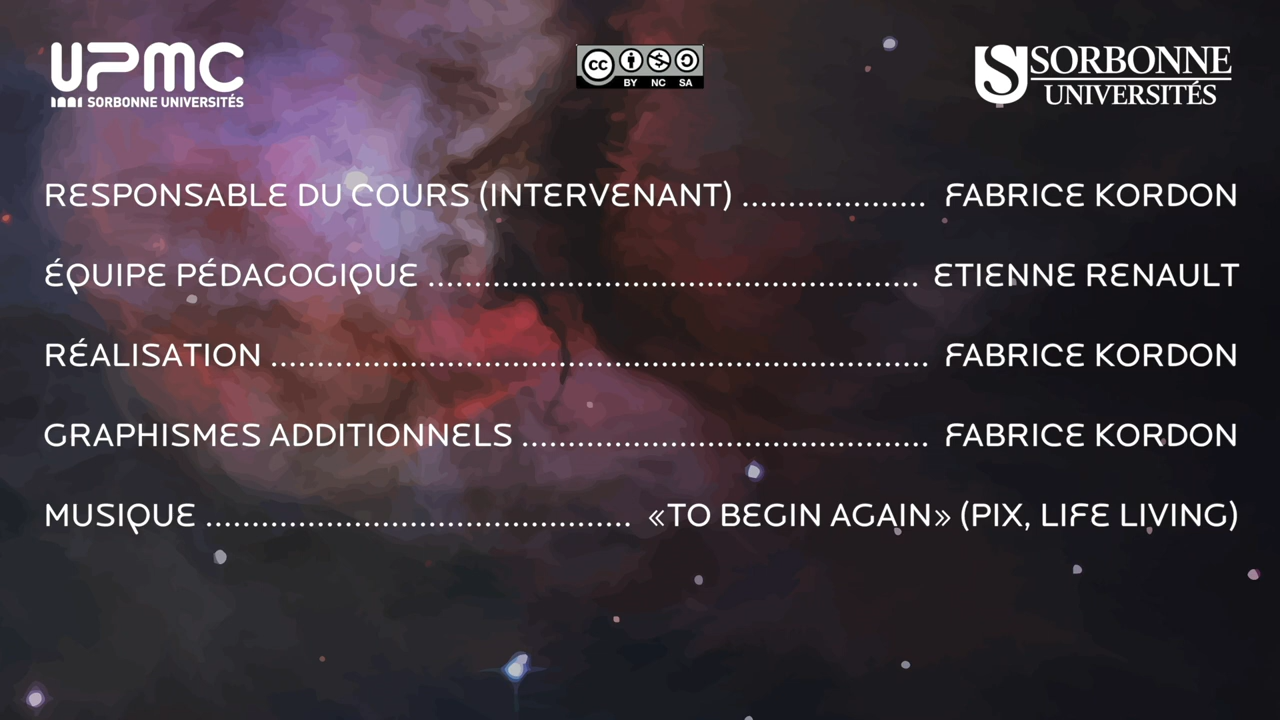 UPMC
SORBONNE UNIVERSITÉS
cc
BY NC SA
SORBONNE
UNIVERSITÉS
RESPONSABLE DU COURS (INTERVENANT) .................... FABRICE KORDON
ÉQUIPE PÉDAGOGIQUE ..................................................... ETIENNE RENAULT
RÉALISATION ....................................................................... FABRICE KORDON
GRAPHISMES ADDITIONNELS ............................................ FABRICE KORDON
MUSIQUE .............................................. «TO BEGIN AGAIN» (PIX, LIFE LIVING)